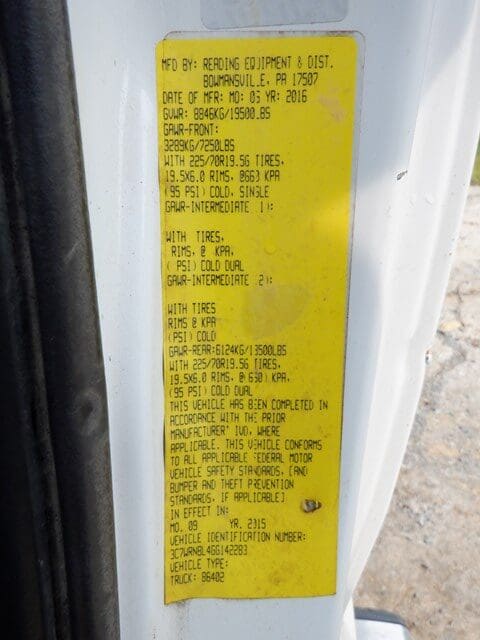 MFD BY: READING EQUIPMENT & DIST.
BOWMANSVILLE, PA 17507
DATE OF MFR: MO: 03 YR: 2016
GVWR: 8846KG/19500LBS
GAWR-FRONT:
3289KG/7250LBS
WITH 225/70R19.5G TIRES,
19.5X6.0 RIMS, @663 KPA,
(95 PSI) COLD, SINGLE
GAWR-INTERMEDIATE (1):
WITH TIRES,
RIMS, @ KPA,
( PSI) COLD DUAL
GAWR-INTERMEDIATE (2):
WITH TIRES
RIMS @ KPA
(PSI) COLD
GAWR-REAR:6124KG/13500LBS
WITH 225/70R19.5G TIRES,
19.5X6.0 RIMS, @(630) KPA,
(95 PSI) COLD DUAL
THIS VEHICLE HAS BEEN COMPLETED IN
ACCORDANCE WITH THE PRIOR
MANUFACTURER' IVD, WHERE
APPLICABLE. THIS VEHICLE CONFORMS
TO ALL APPLICABLE FEDERAL MOTOR
VEHICLE SAFETY STANDARDS, [AND
BUMPER AND THEFT PREVENTION
STANDARDS, IF APPLICABLE]
IN EFFECT IN:
MO. 09 YR. 2015
VEHICLE IDENTIFICATION NUMBER:
3C7WRNBL4GG142283
VEHICLE TYPE:
TRUCK: 86402